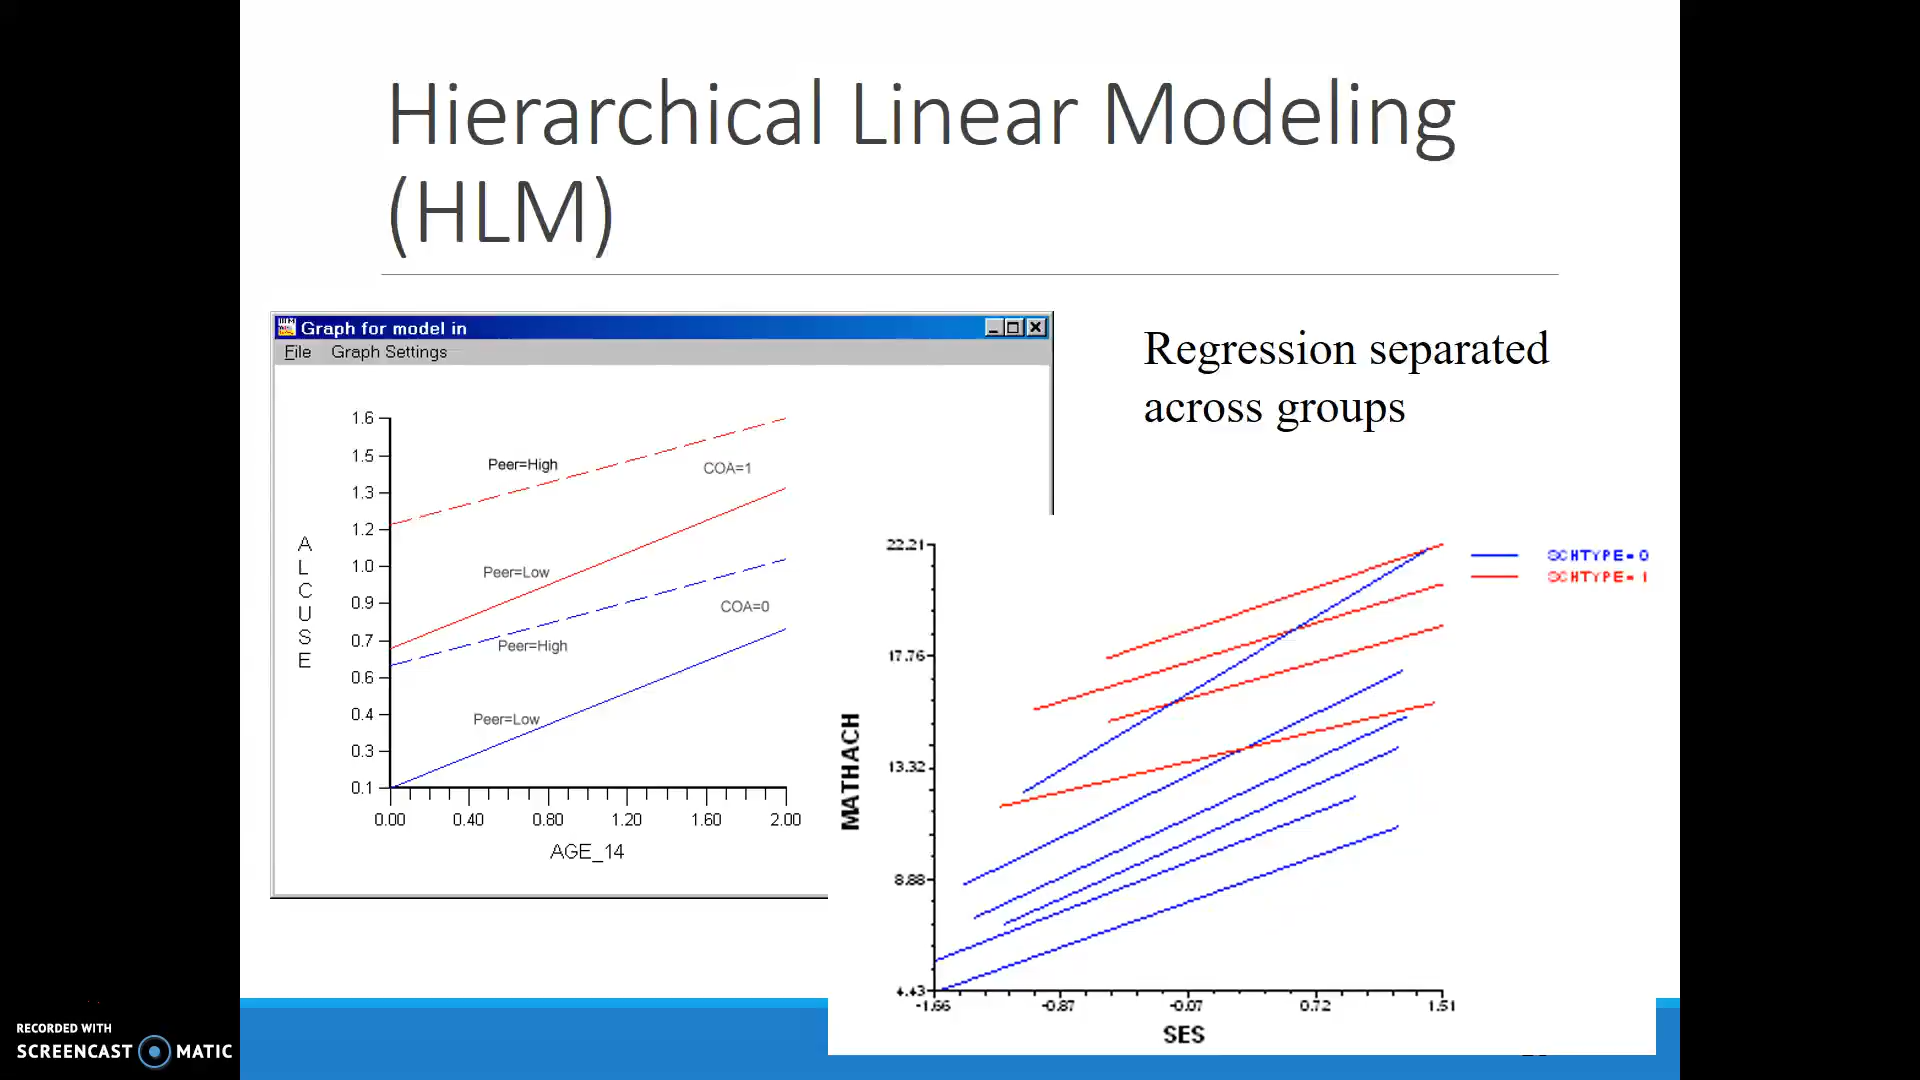 Hierarchical Linear Modeling
(HLM)
Graph for model in
File Graph Settings
Regression separated
across groups
1.6
1.5
1.3
1.2
1.0
0.9
0.7
0.6
0.4
0.3
0.1
A
L
C
U
S
E
Peer=High
COA=1
Peer=Low
COA=0
Peer=High
Peer=Low
0.00 0.40 0.80 1.20 1.60 2.00
AGE_14
22.21
17.76
13.32
8.88
4.43
MATHACH
SCHTYPE= 0
SCHTYPE= 1
-1.66 -0.87 -0.07 0.72 1.51
SES
RECORDED WITH
SCREENCAST MATIC